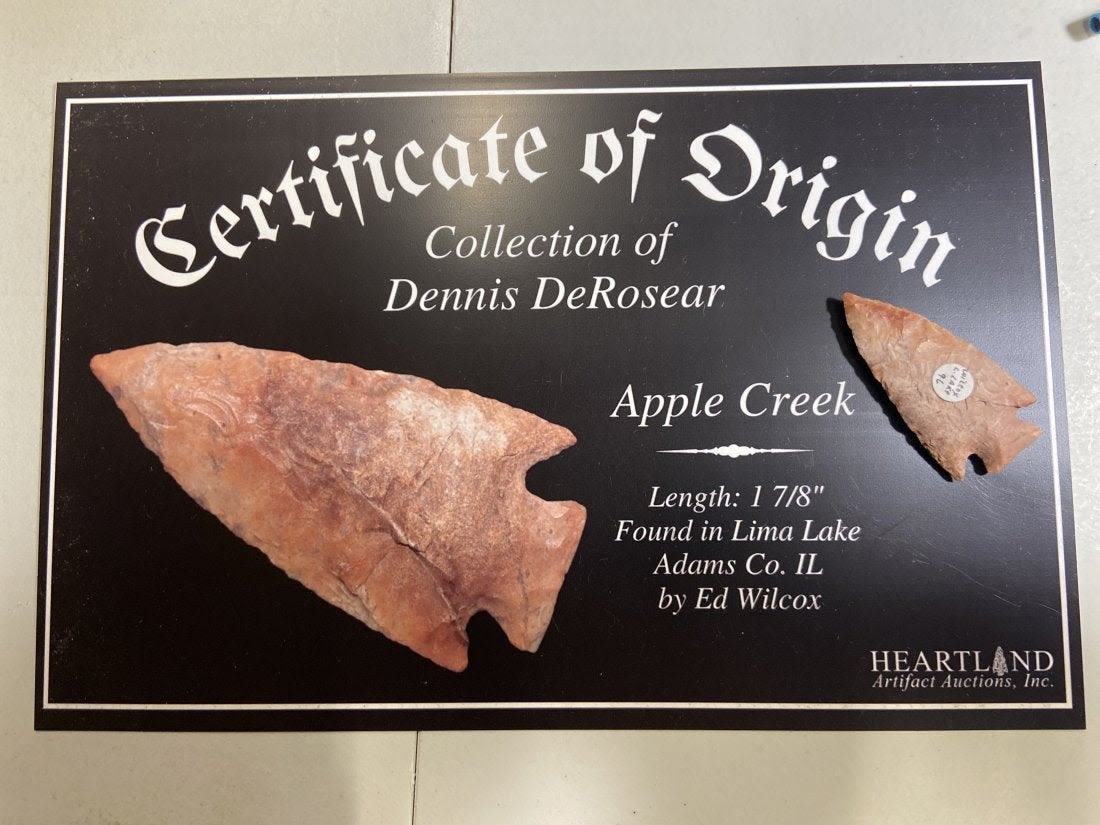 Certificate of Origin
Collection of
Dennis DeRosear
Apple Creek
Length: 1 7/8"
Found in Lima Lake
Adams Co. IL
by Ed Wilcox
WILCOX
HEARTLAND
Artifact Auctions, Inc.